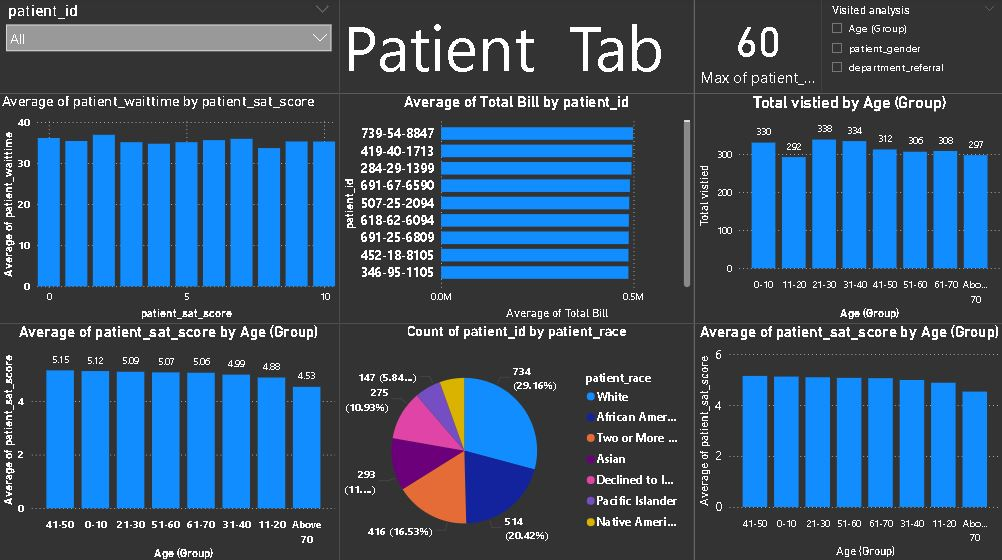 patient_id
All
Patient Tab
60
Max of patient_...
Visited analysis
Age (Group)
patient_gender
department_referral
Average of patient_waittime by patient_sat_score
Average of patient_waittime
40
30
20
10
0
0
5
10
patient_sat_score
Average of Total Bill by patient_id
patient_id
739-54-8847
419-40-1713
284-29-1399
691-67-6590
507-25-2094
618-62-6094
691-25-6809
452-18-8105
346-95-1105
0.0M
0.5M
Average of Total Bill
Total vistied by Age (Group)
Total vistied
300
200
100
0
330
292
338
334
312
306
308
297
0-10
11-20
21-30
31-40
41-50
51-60
61-70
Abo...
70
Age (Group)
Average of patient_sat_score by Age (Group)
Average of patient_sat_score
4
2
0
5.15
5.12
5.09
5.07
5.06
4.99
4.88
4.53
41-50
0-10
21-30
51-60
61-70
31-40
11-20
Above
70
Age (Group)
Count of patient_id by patient_race
147 (5.84...)
275
(10.93%)
293
(11....)
416 (16.53%)
734
(29.16%)
514
(20.42%)
patient_race
White
African Amer...
Two or More ...
Asian
Declined to I...
Pacific Islander
Native Ameri...
Average of patient_sat_score by Age (Group)
Average of patient_sat_score
6
4
2
0
41-50
0-10
21-30
51-60
61-70
31-40
11-20
Abo...
70
Age (Group)